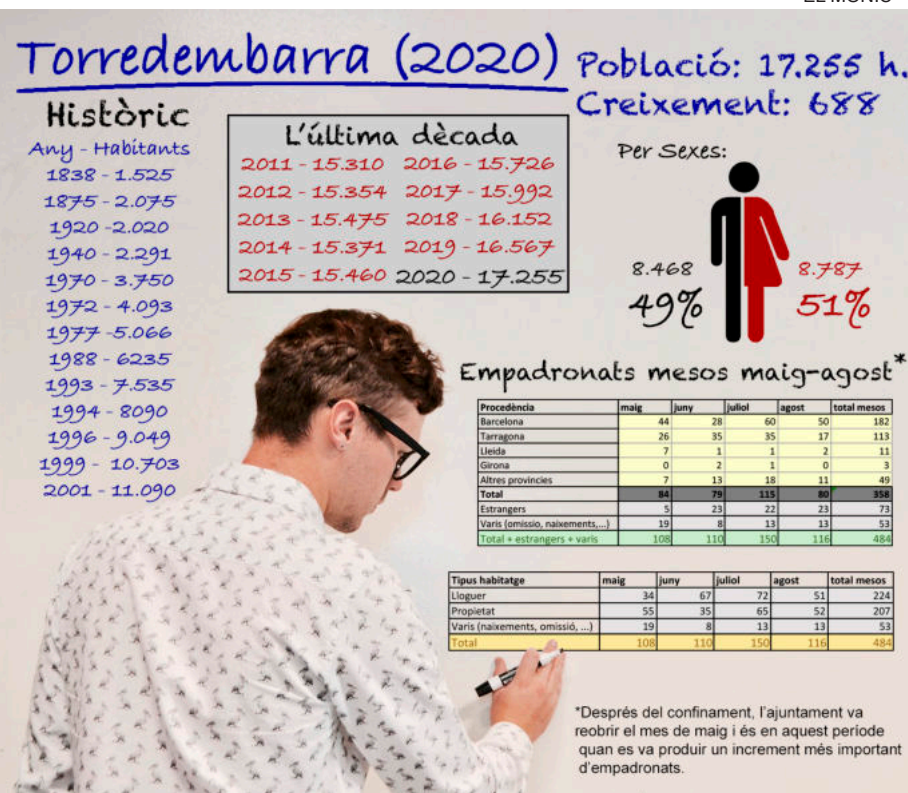 EL MUNIC
Torredembarra (2020)
Població: 17.255 h.
Creixement: 688
Històric
Any - Habitants
1838 - 1.525
1875 - 2.075
1920 -2.020
1940 - 2.291
1970 - 3.750
1972 - 4.093
1977 -5.066
1988 - 6235
1993 - 7.535
1994 - 8090
1996 - 9.049
1999 - 10.703
2001 - 11.090
L'última dècada
2011 - 15.310 2016 - 15.726
2012 - 15.354 2017 - 15.992
2013 - 15.475 2018 - 16.152
2014 - 15.371 2019 - 16.567
2015 - 15.460 2020 - 17.255
Per Sexes:
8.468 8.787
49% 51%
Empadronats mesos maig-agost*
Procedència maig juny juliol agost total mesos
Barcelona 44 28 60 50 182
Tarragona 26 35 35 17 113
Lleida 7 1 1 2 11
Girona 0 2 1 0 3
Altres províncies 7 13 18 11 49
Total 84 79 115 80 358
Estrangers 5 23 22 23 73
Varis (omissio, naixements,...) 19 8 13 13 53
Total + estrangers + varis 108 110 150 116 484
Tipus habitatge maig juny juliol agost total mesos
Lloguer 34 67 72 51 224
Propietat 55 35 65 52 207
Varis (naixements, omissió, ...) 19 8 13 13 53
Total 108 110 150 116 484
*Després del confinament, l'ajuntament va
reobrir el mes de maig i és en aquest periode
quan es va produir un increment més important
d'empadronats.